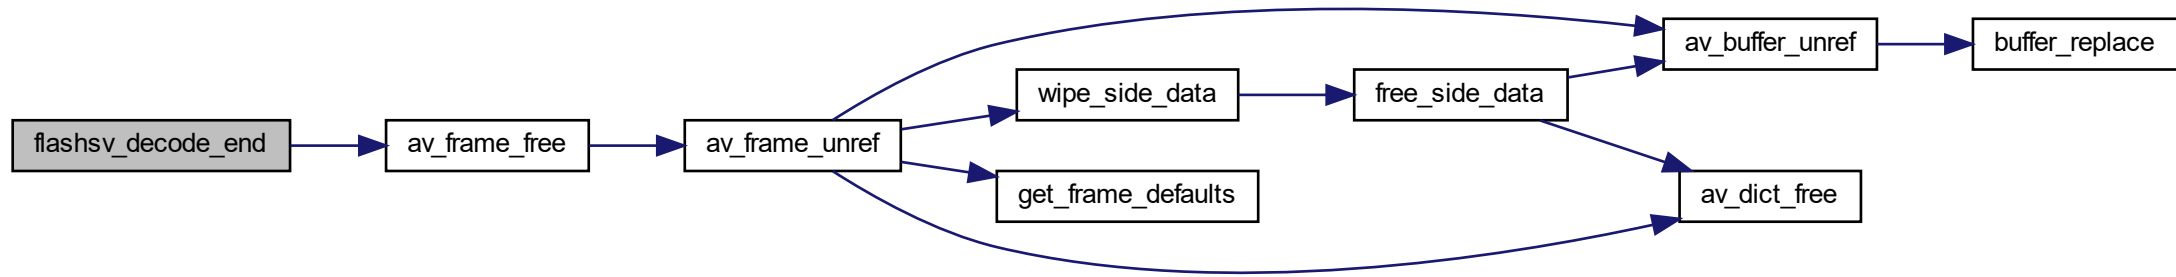 flashsv_decode_end
av_frame_free
av_frame_unref
wipe_side_data
get_frame_defaults
free_side_data
av_buffer_unref
av_dict_free
buffer_replace